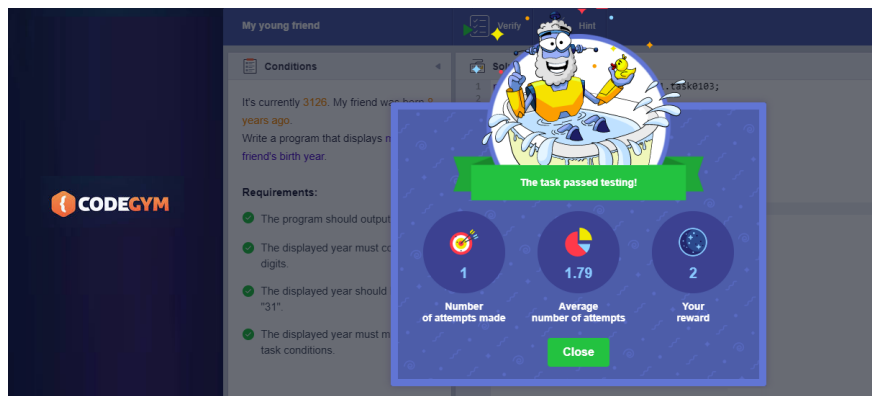 My young friend
Verify
Hint
Conditions
It's currently 3126. My friend was born 8
years ago.
Write a program that displays
friend's birth year.
Requirements:
The program should output
The displayed year must
digits.
The displayed year should
"31".
The displayed year must
task conditions.
1
.task0103;
2
CODEGYM
The task passed testing!
1
Number
of attempts made
1.79
Average
number of attempts
2
Your
reward
Close